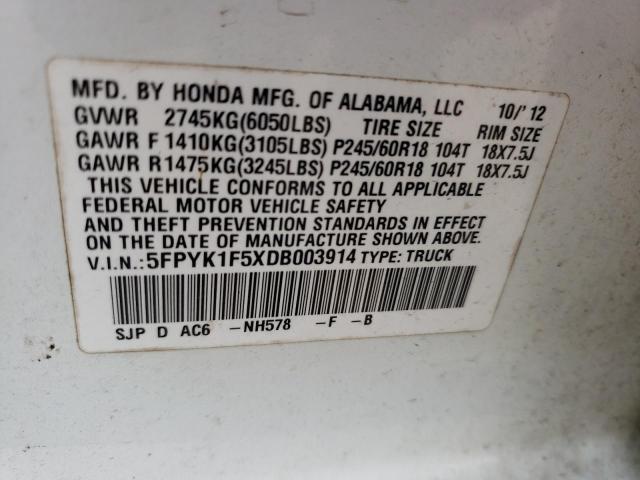 MFD. BY HONDA MFG. OF ALABAMA, LLC 10/'12
GVWR 2745KG(6050LBS) TIRE SIZE RIM SIZE
GAWR F 1410KG(3105LBS) P245/60R18 104T 18X7.5J
GAWR R 1475KG(3245LBS) P245/60R18 104T 18X7.5J
THIS VEHICLE CONFORMS TO ALL APPLICABLE
FEDERAL MOTOR VEHICLE SAFETY
AND THEFT PREVENTION STANDARDS IN EFFECT
ON THE DATE OF MANUFACTURE SHOWN ABOVE.
V.I.N.:5FPYK1F5XDB003914 TYPE: TRUCK
SJP D AC6 -NH578 -F -B